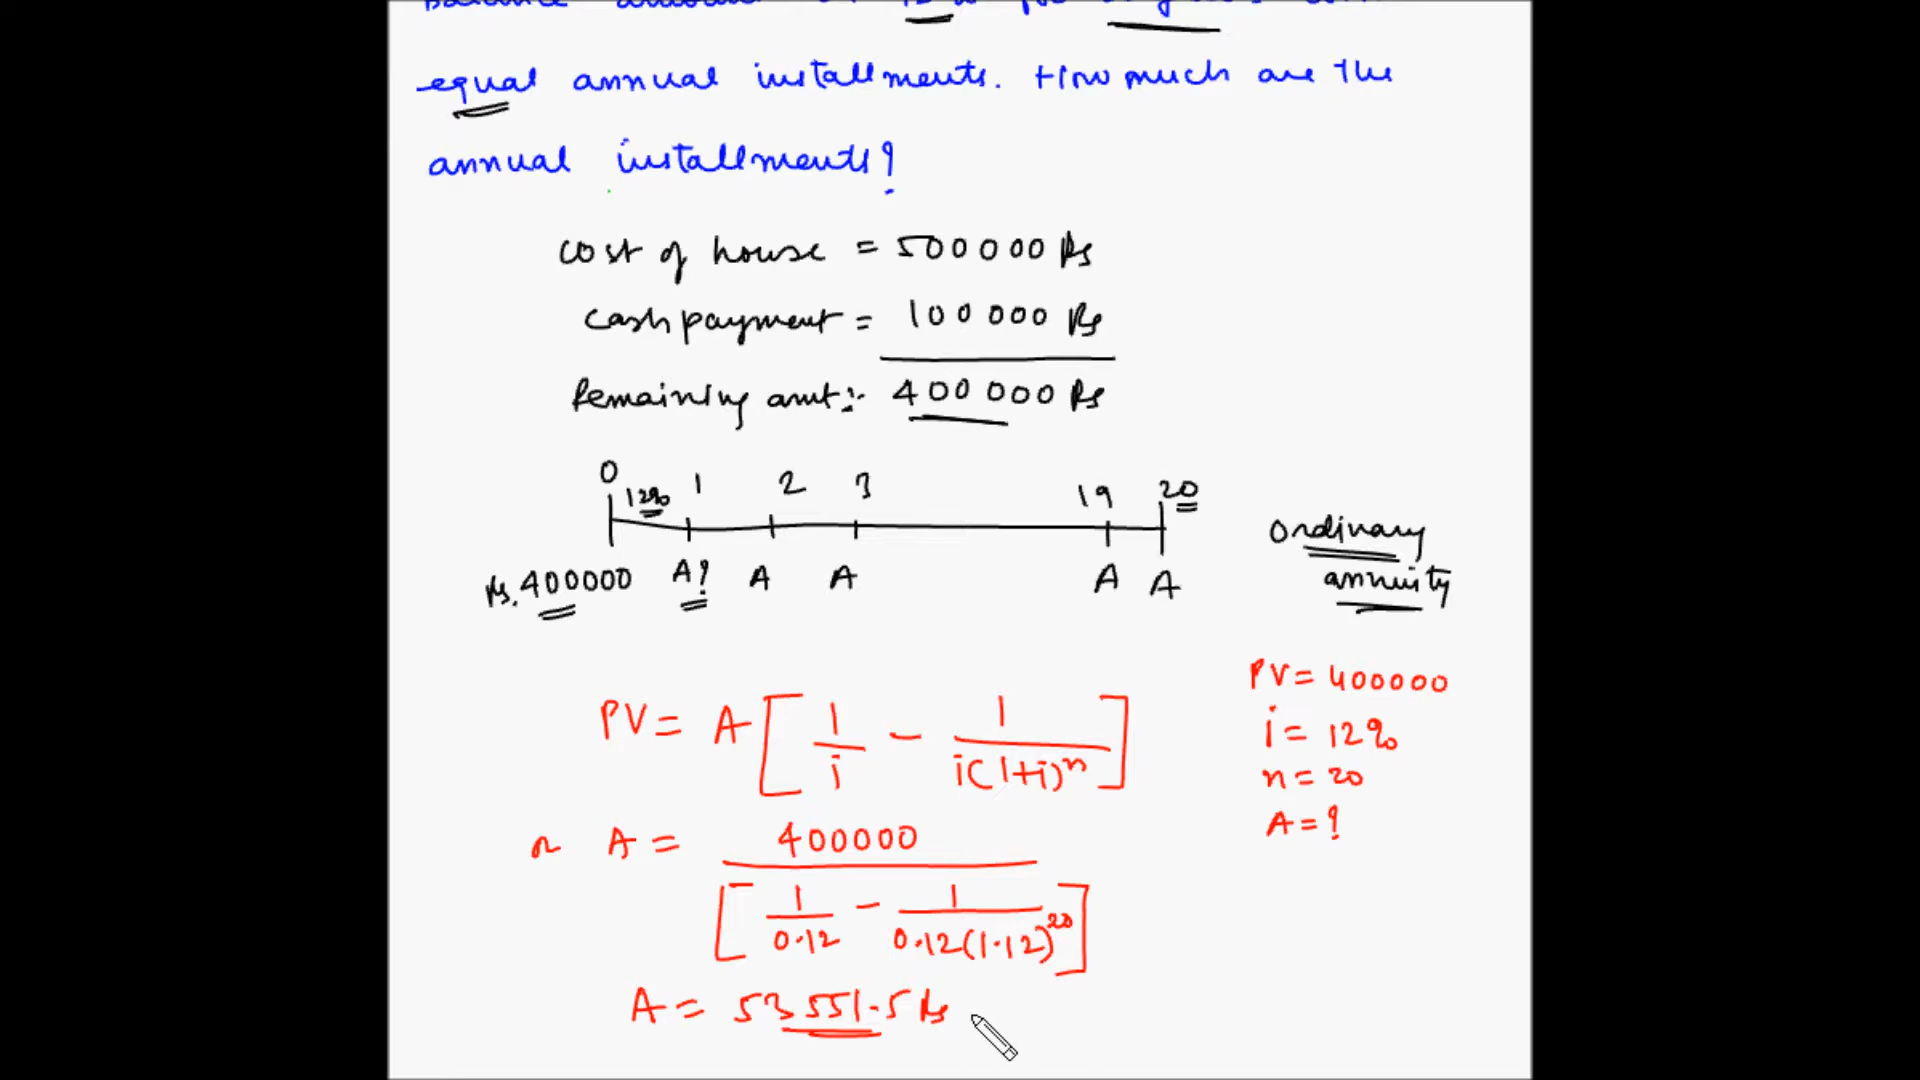 equal annual installments. How much are the
annual installments?
Cost of house = 500000 Rs
Cash payment = 100000 Rs
Remaining amt:- 400000 Rs
0 12% 1 2 3 19 20
Rs. 400000 A? A A A A
Ordinary
annuity
PV = A [ 1/i - 1/i(1+i)^n ]
PV = 400000
i = 12%
n = 20
A = ?
or A = 400000 / [ 1/0.12 - 1/0.12(1.12)^20 ]
A = 53551.5 Rs